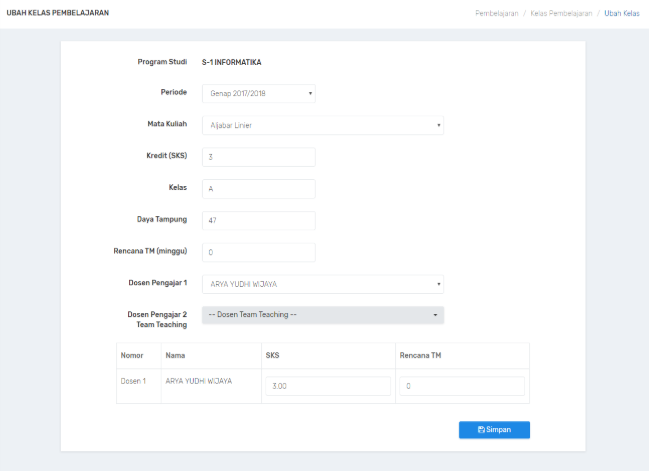 UBAH KELAS PEMBELAJARAN
Pembelajaran / Kelas Pembelajaran / Ubah Kelas
Program Studi S-1 INFORMATIKA
Periode Genap 2017/2018
Mata Kuliah Aljabar Linier
Kredit (SKS) 3
Kelas A
Daya Tampung 47
Rencana TM (minggu) 0
Dosen Pengajar 1 ARYA YUDHI WIJAYA
Dosen Pengajar 2 -- Dosen Team Teaching --
Team Teaching
Nomor Nama SKS Rencana TM
Dosen 1 ARYA YUDHI WIJAYA 3.00 0
Simpan